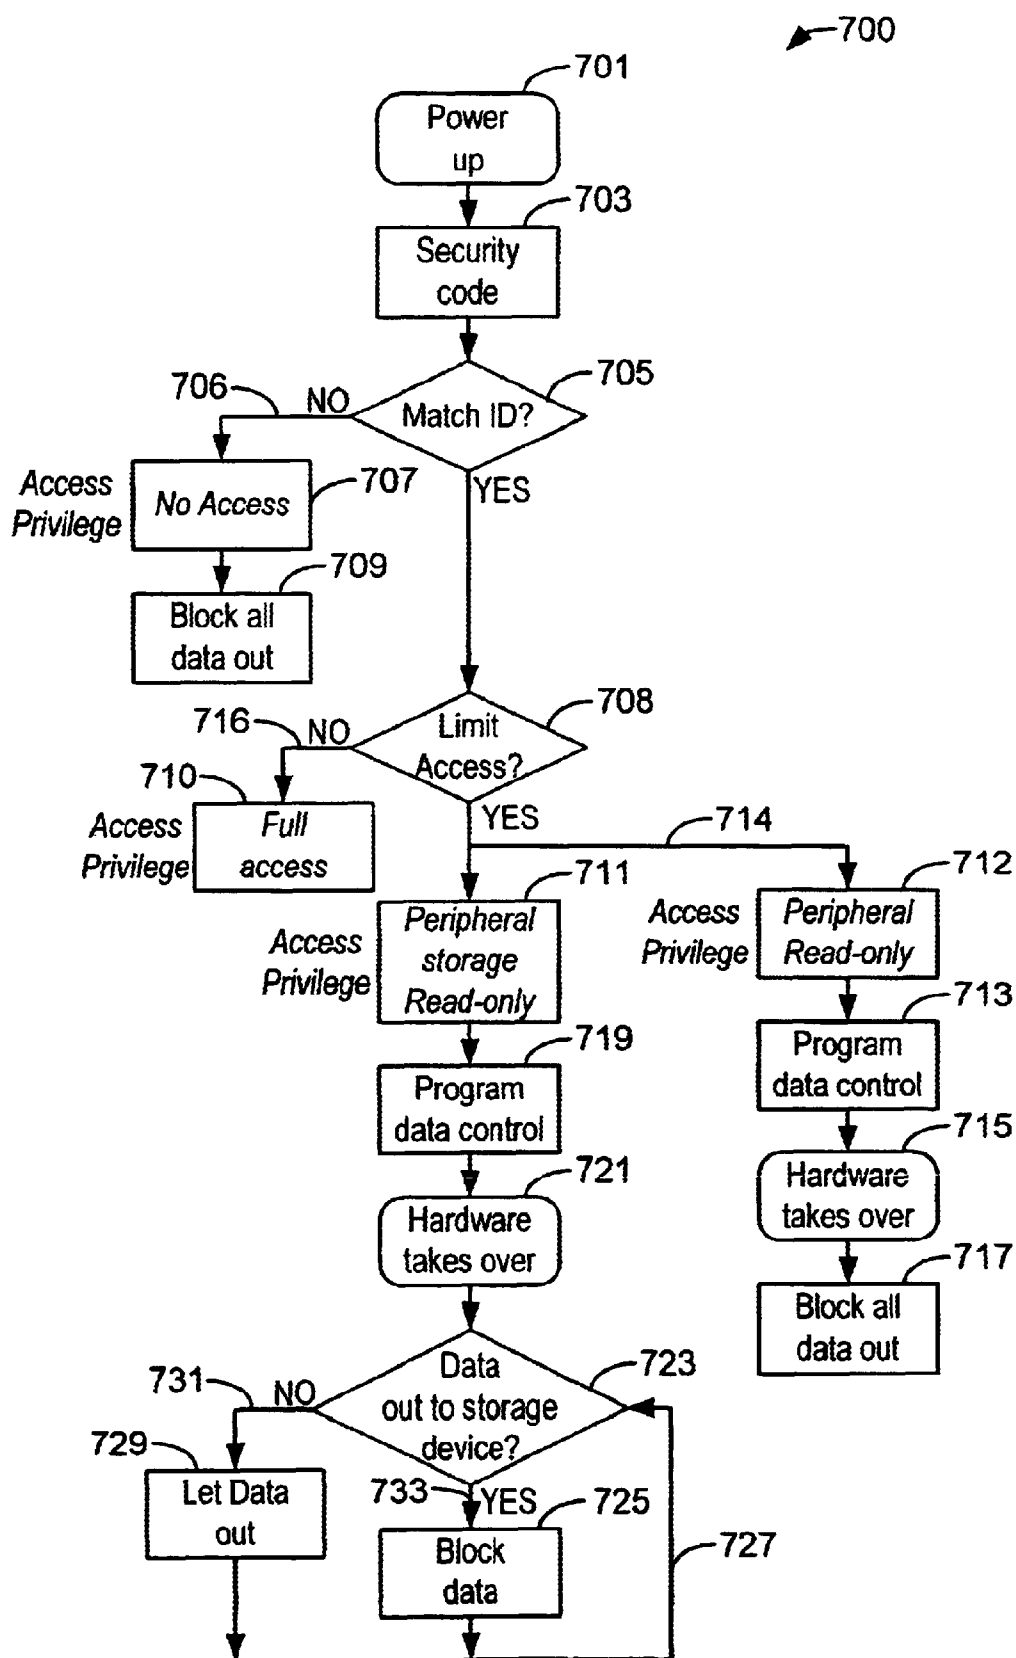 700
701
Power
up
703
Security
code
705
706
NO
Match ID?
YES
Access
Privilege
No Access
707
709
Block all
data out
708
716
NO
Limit
Access?
YES
710
Access
Privilege
Full
access
714
711
712
Access
Privilege
Peripheral
storage
Read-only
Access
Privilege
Peripheral
Read-only
719
713
Program
data control
Program
data control
721
715
Hardware
takes over
Hardware
takes over
717
Block all
data out
723
731
NO
Data
out to storage
device?
729
Let Data
out
733
YES
725
Block
data
727